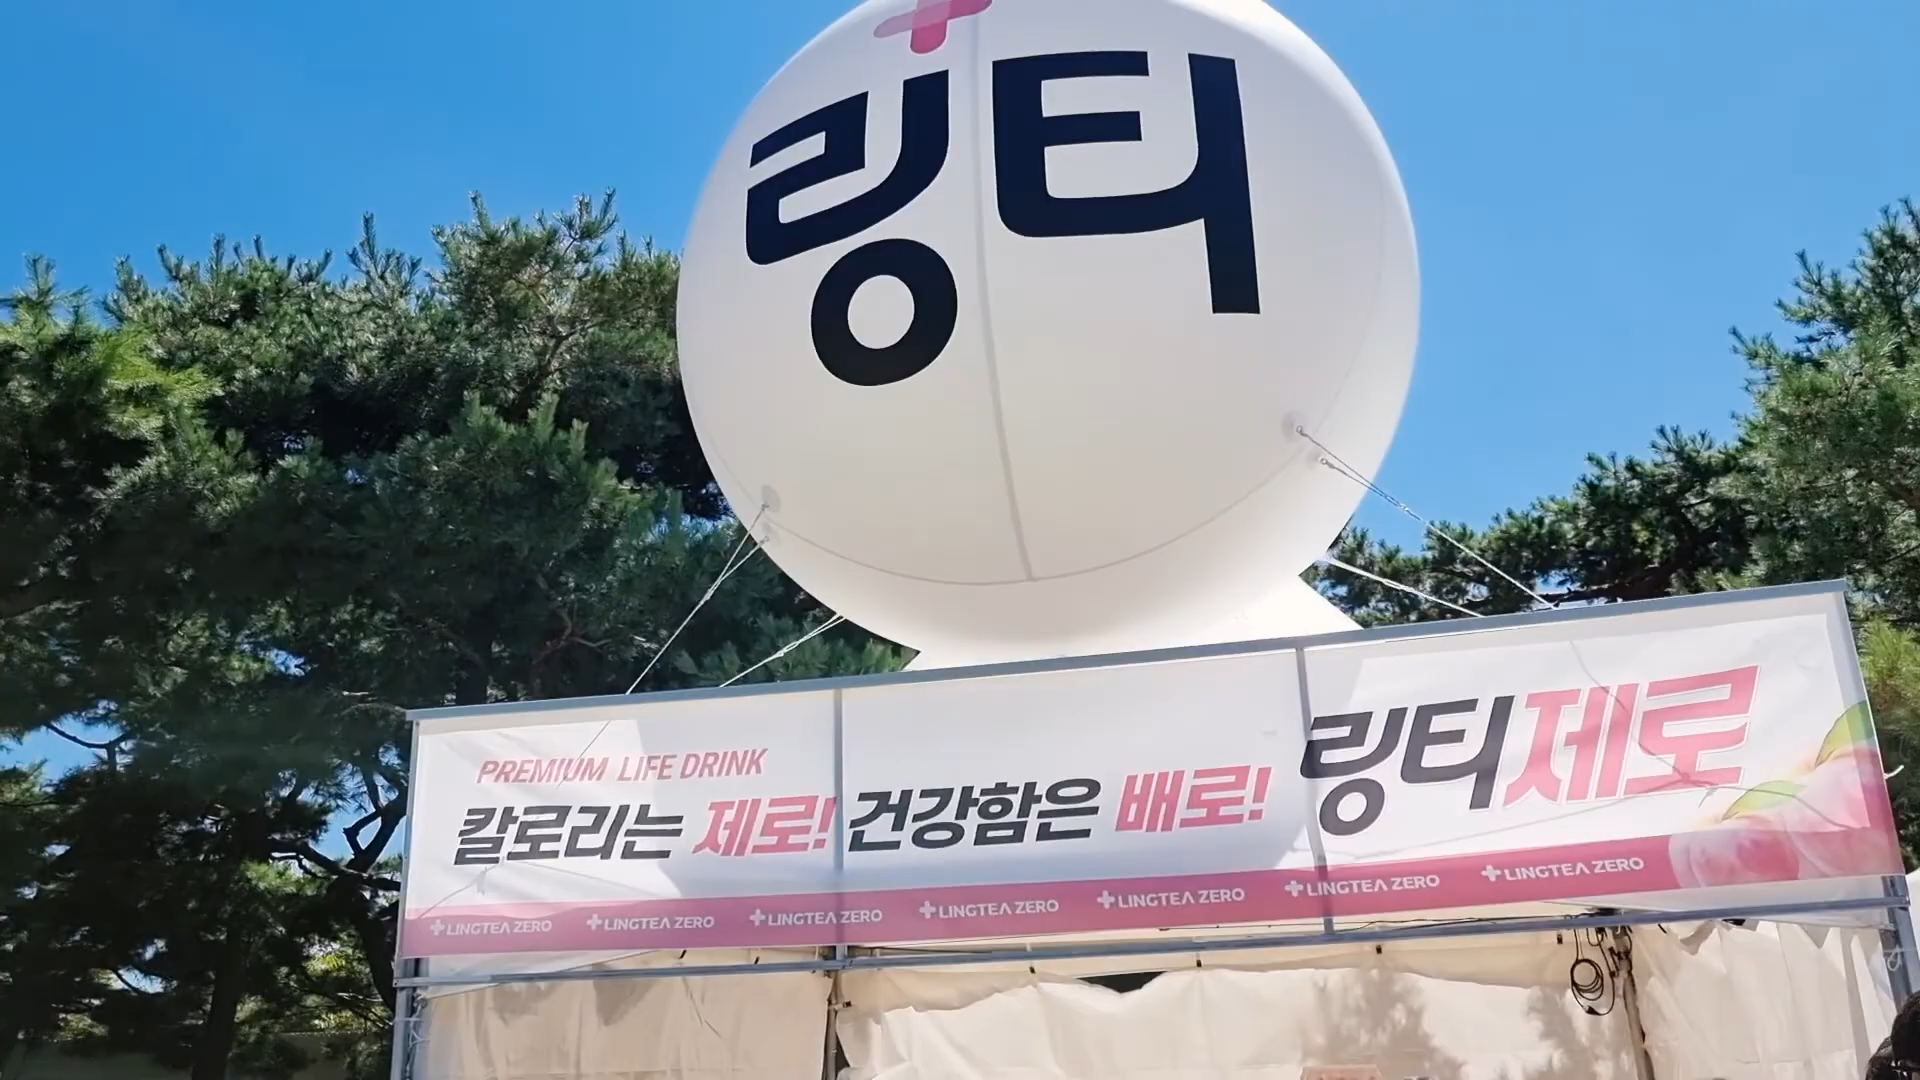 링티
PREMIUM LIFE DRINK
칼로리는 제로! 건강함은 배로! 링티제로
LINGTEA ZERO LINGTEA ZERO LINGTEA ZERO LINGTEA ZERO LINGTEA ZERO LINGTEA ZERO LINGTEA ZERO